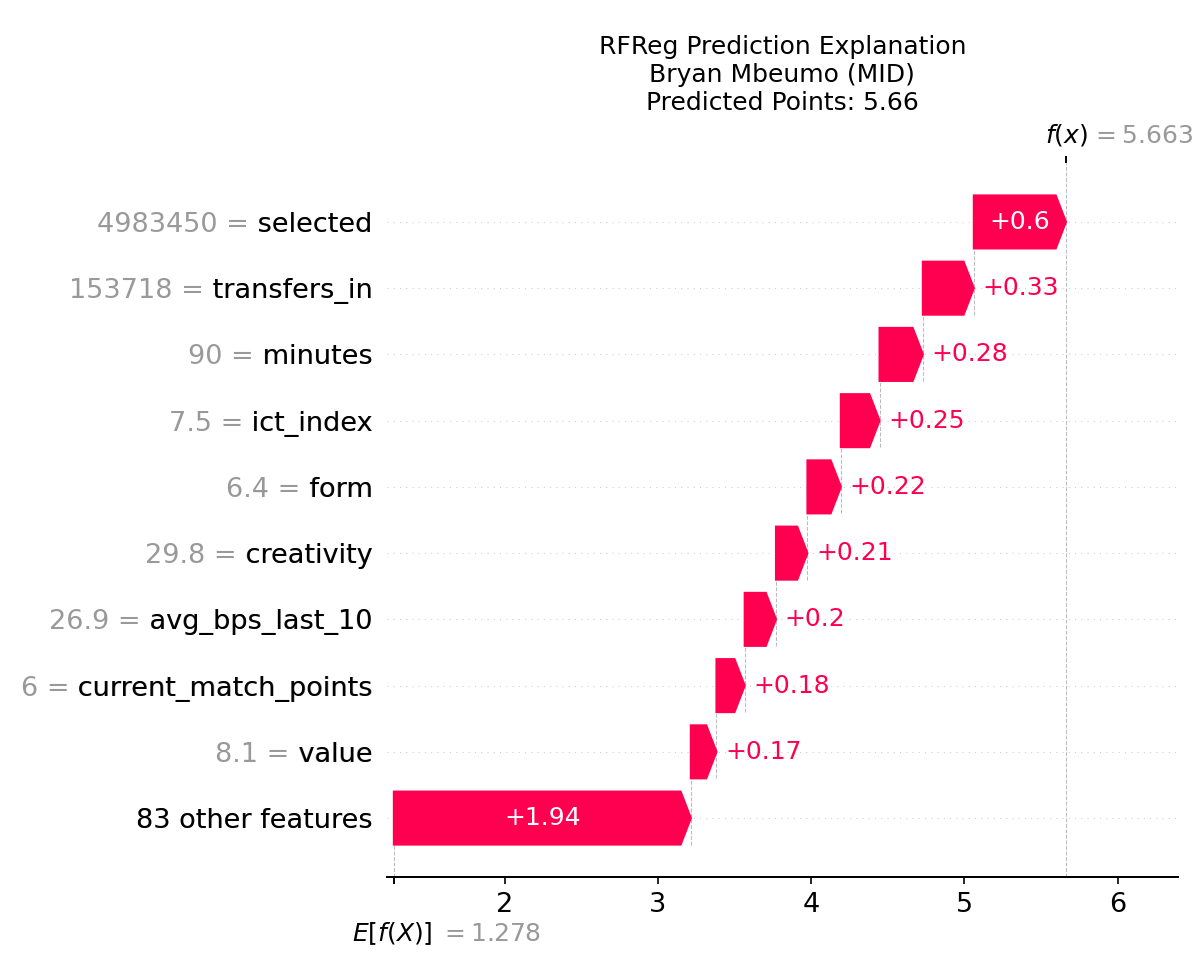 RFReg Prediction Explanation
Bryan Mbeumo (MID)
Predicted Points: 5.66
f(x) = 5.663
4983450 = selected +0.6
153718 = transfers_in +0.33
90 = minutes +0.28
7.5 = ict_index +0.25
6.4 = form +0.22
29.8 = creativity +0.21
26.9 = avg_bps_last_10 +0.2
6 = current_match_points +0.18
8.1 = value +0.17
83 other features +1.94
2 3 4 5 6
E[f(X)] = 1.278